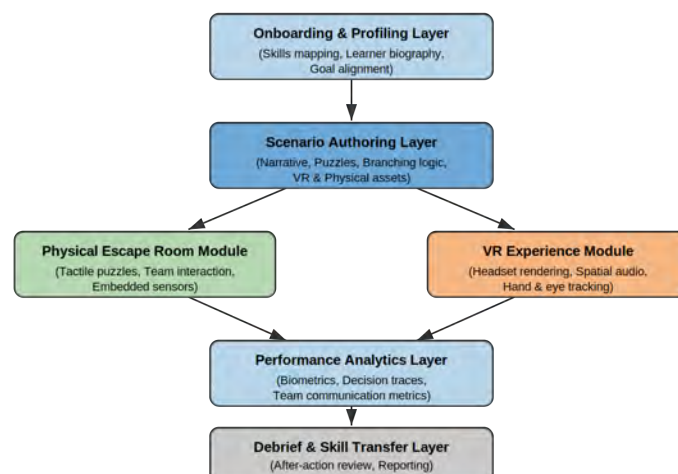 Onboarding & Profiling Layer
(Skills mapping, Learner biography,
Goal alignment)
Scenario Authoring Layer
(Narrative, Puzzles, Branching logic,
VR & Physical assets)
Physical Escape Room Module
(Tactile puzzles, Team interaction,
Embedded sensors)
VR Experience Module
(Headset rendering, Spatial audio,
Hand & eye tracking)
Performance Analytics Layer
(Biometrics, Decision traces,
Team communication metrics)
Debrief & Skill Transfer Layer
(After-action review, Reporting)